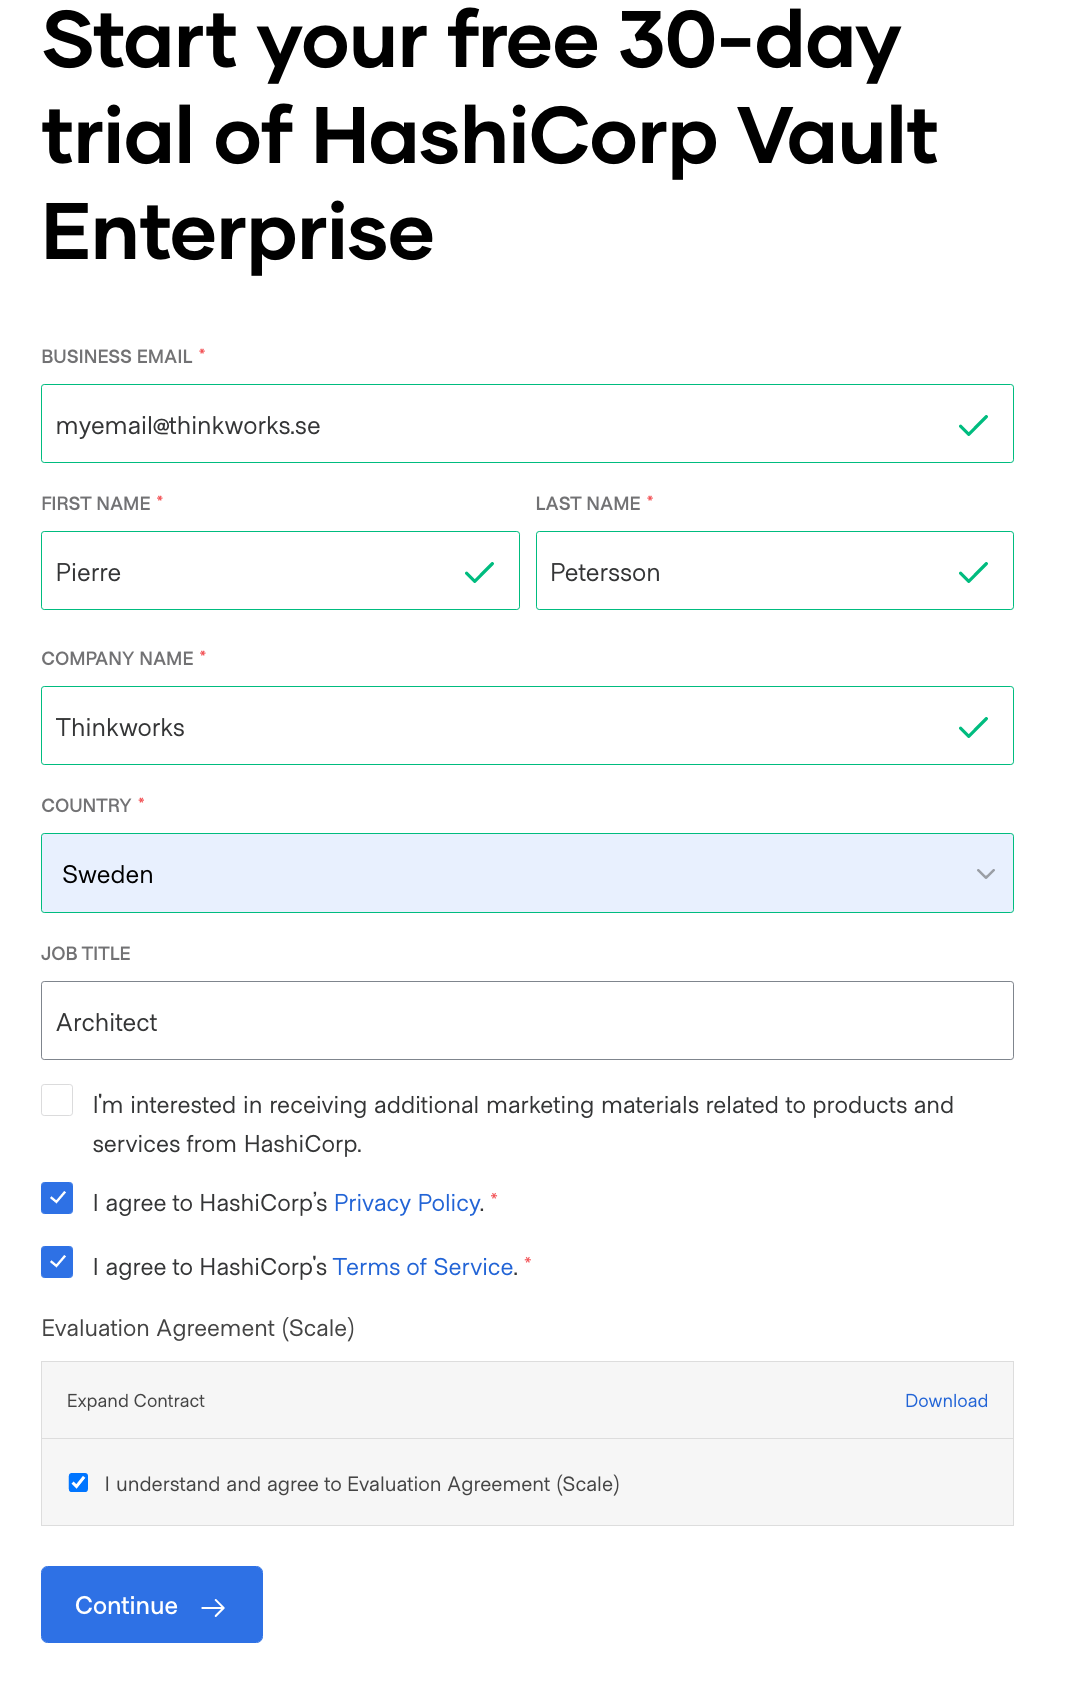 Start your free 30-day
trial of HashiCorp Vault
Enterprise
BUSINESS EMAIL *
myemail@thinkworks.se
FIRST NAME *
LAST NAME *
Pierre
Petersson
COMPANY NAME *
Thinkworks
COUNTRY *
Sweden
JOB TITLE
Architect
I'm interested in receiving additional marketing materials related to products and
services from HashiCorp.
I agree to HashiCorp’s Privacy Policy. *
I agree to HashiCorp's Terms of Service. *
Evaluation Agreement (Scale)
Expand Contract
Download
I understand and agree to Evaluation Agreement (Scale)
Continue →